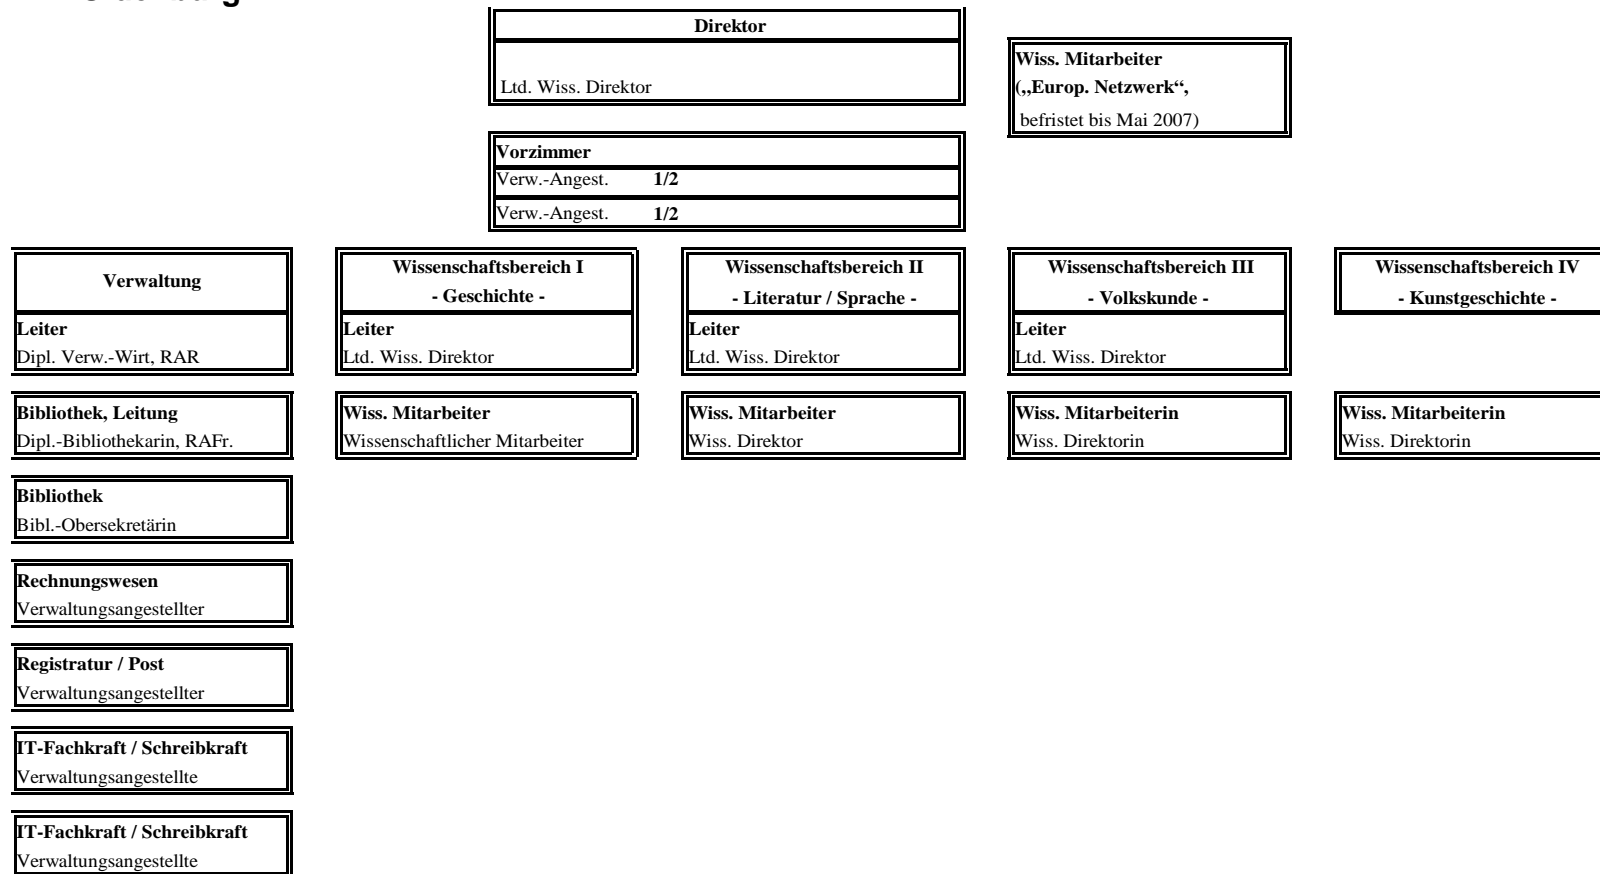 Direktor
Ltd. Wiss. Direktor
Wiss. Mitarbeiter
(„Europ. Netzwerk“,
befristet bis Mai 2007)
Vorzimmer
Verw.-Angest. 1/2
Verw.-Angest. 1/2
Verwaltung
Leiter
Dipl. Verw.-Wirt, RAR
Bibliothek, Leitung
Dipl.-Bibliothekarin, RAFr.
Bibliothek
Bibl.-Obersekretärin
Rechnungswesen
Verwaltungsangestellter
Registratur / Post
Verwaltungsangestellter
IT-Fachkraft / Schreibkraft
Verwaltungsangestellte
IT-Fachkraft / Schreibkraft
Verwaltungsangestellte
Wissenschaftsbereich I
- Geschichte -
Leiter
Ltd. Wiss. Direktor
Wiss. Mitarbeiter
Wissenschaftlicher Mitarbeiter
Wissenschaftsbereich II
- Literatur / Sprache -
Leiter
Ltd. Wiss. Direktor
Wiss. Mitarbeiter
Wiss. Direktor
Wissenschaftsbereich III
- Volkskunde -
Leiter
Ltd. Wiss. Direktor
Wiss. Mitarbeiterin
Wiss. Direktorin
Wissenschaftsbereich IV
- Kunstgeschichte -
Wiss. Mitarbeiterin
Wiss. Direktorin